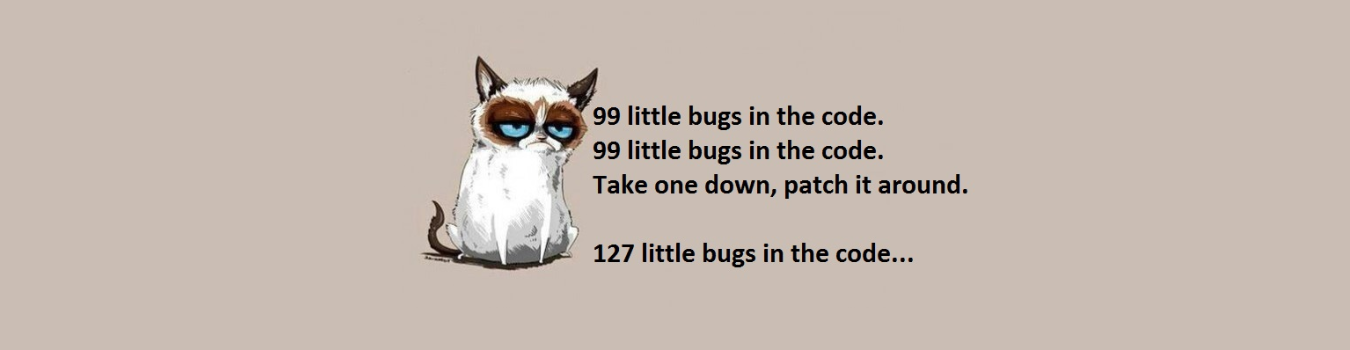 99 little bugs in the code.
99 little bugs in the code.
Take one down, patch it around.
127 little bugs in the code...